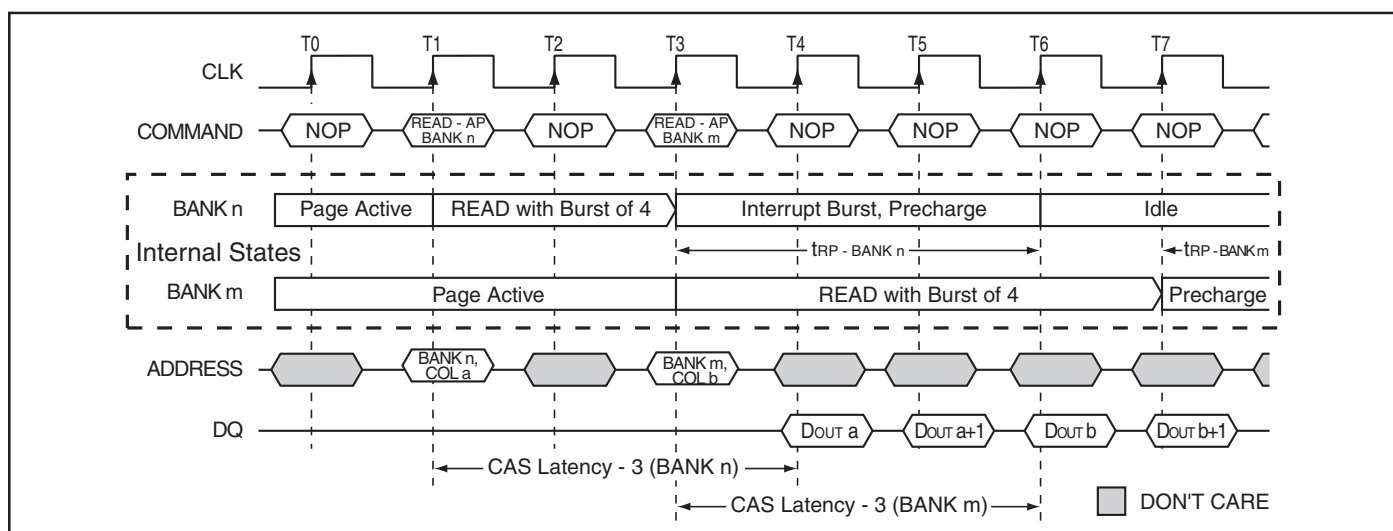 T0 T1 T2 T3 T4 T5 T6 T7
CLK
COMMAND NOP READ - AP BANK n NOP READ - AP BANK m NOP NOP NOP NOP
BANK n Page Active READ with Burst of 4 Interrupt Burst, Precharge Idle
Internal States tRP - BANK n tRP - BANK m
BANK m Page Active READ with Burst of 4 Precharge
ADDRESS BANK n, COL a BANK m, COL b
DQ DOUT a DOUT a+1 DOUT b DOUT b+1
CAS Latency - 3 (BANK n)
CAS Latency - 3 (BANK m) DON'T CARE